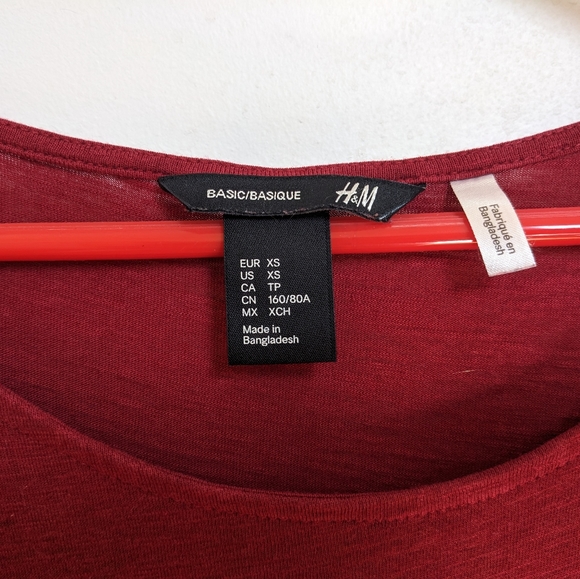 BASIC/BASIQUE H&M
EUR XS
US XS
CA TP
CN 160/80A
MX XCH
Made in
Bangladesh
Fabriqué en
Bangladesh